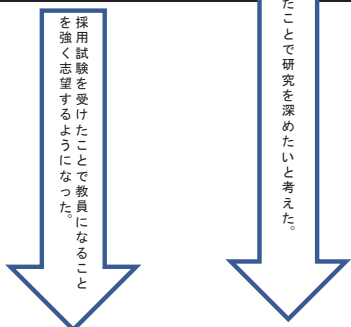 たことで研究を深めたいと考えた。
採用試験を受けたことで教員になること
を強く志望するようになった。